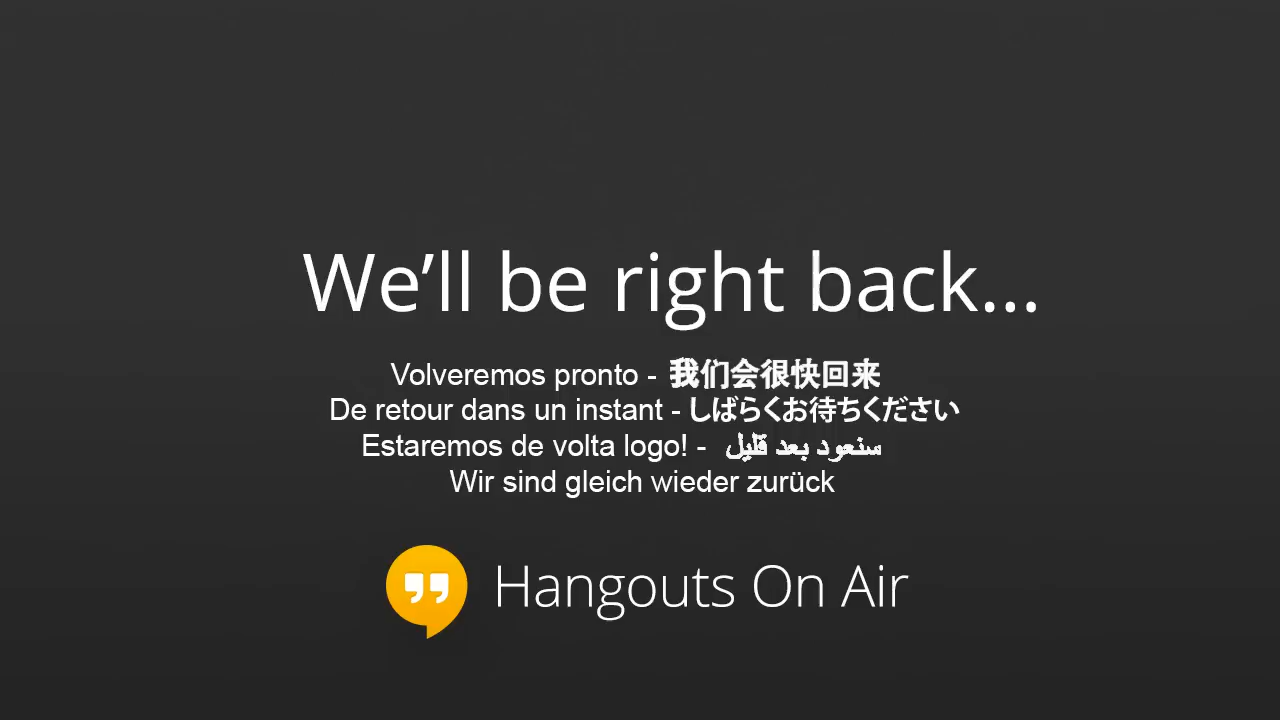 We’ll be right back...
Volveremos pronto - 我们会很快回来
De retour dans un instant - しばらくお待ちください
Estaremos de volta logo! - سنعود بعد قليل
Wir sind gleich wieder zurück
Hangouts On Air